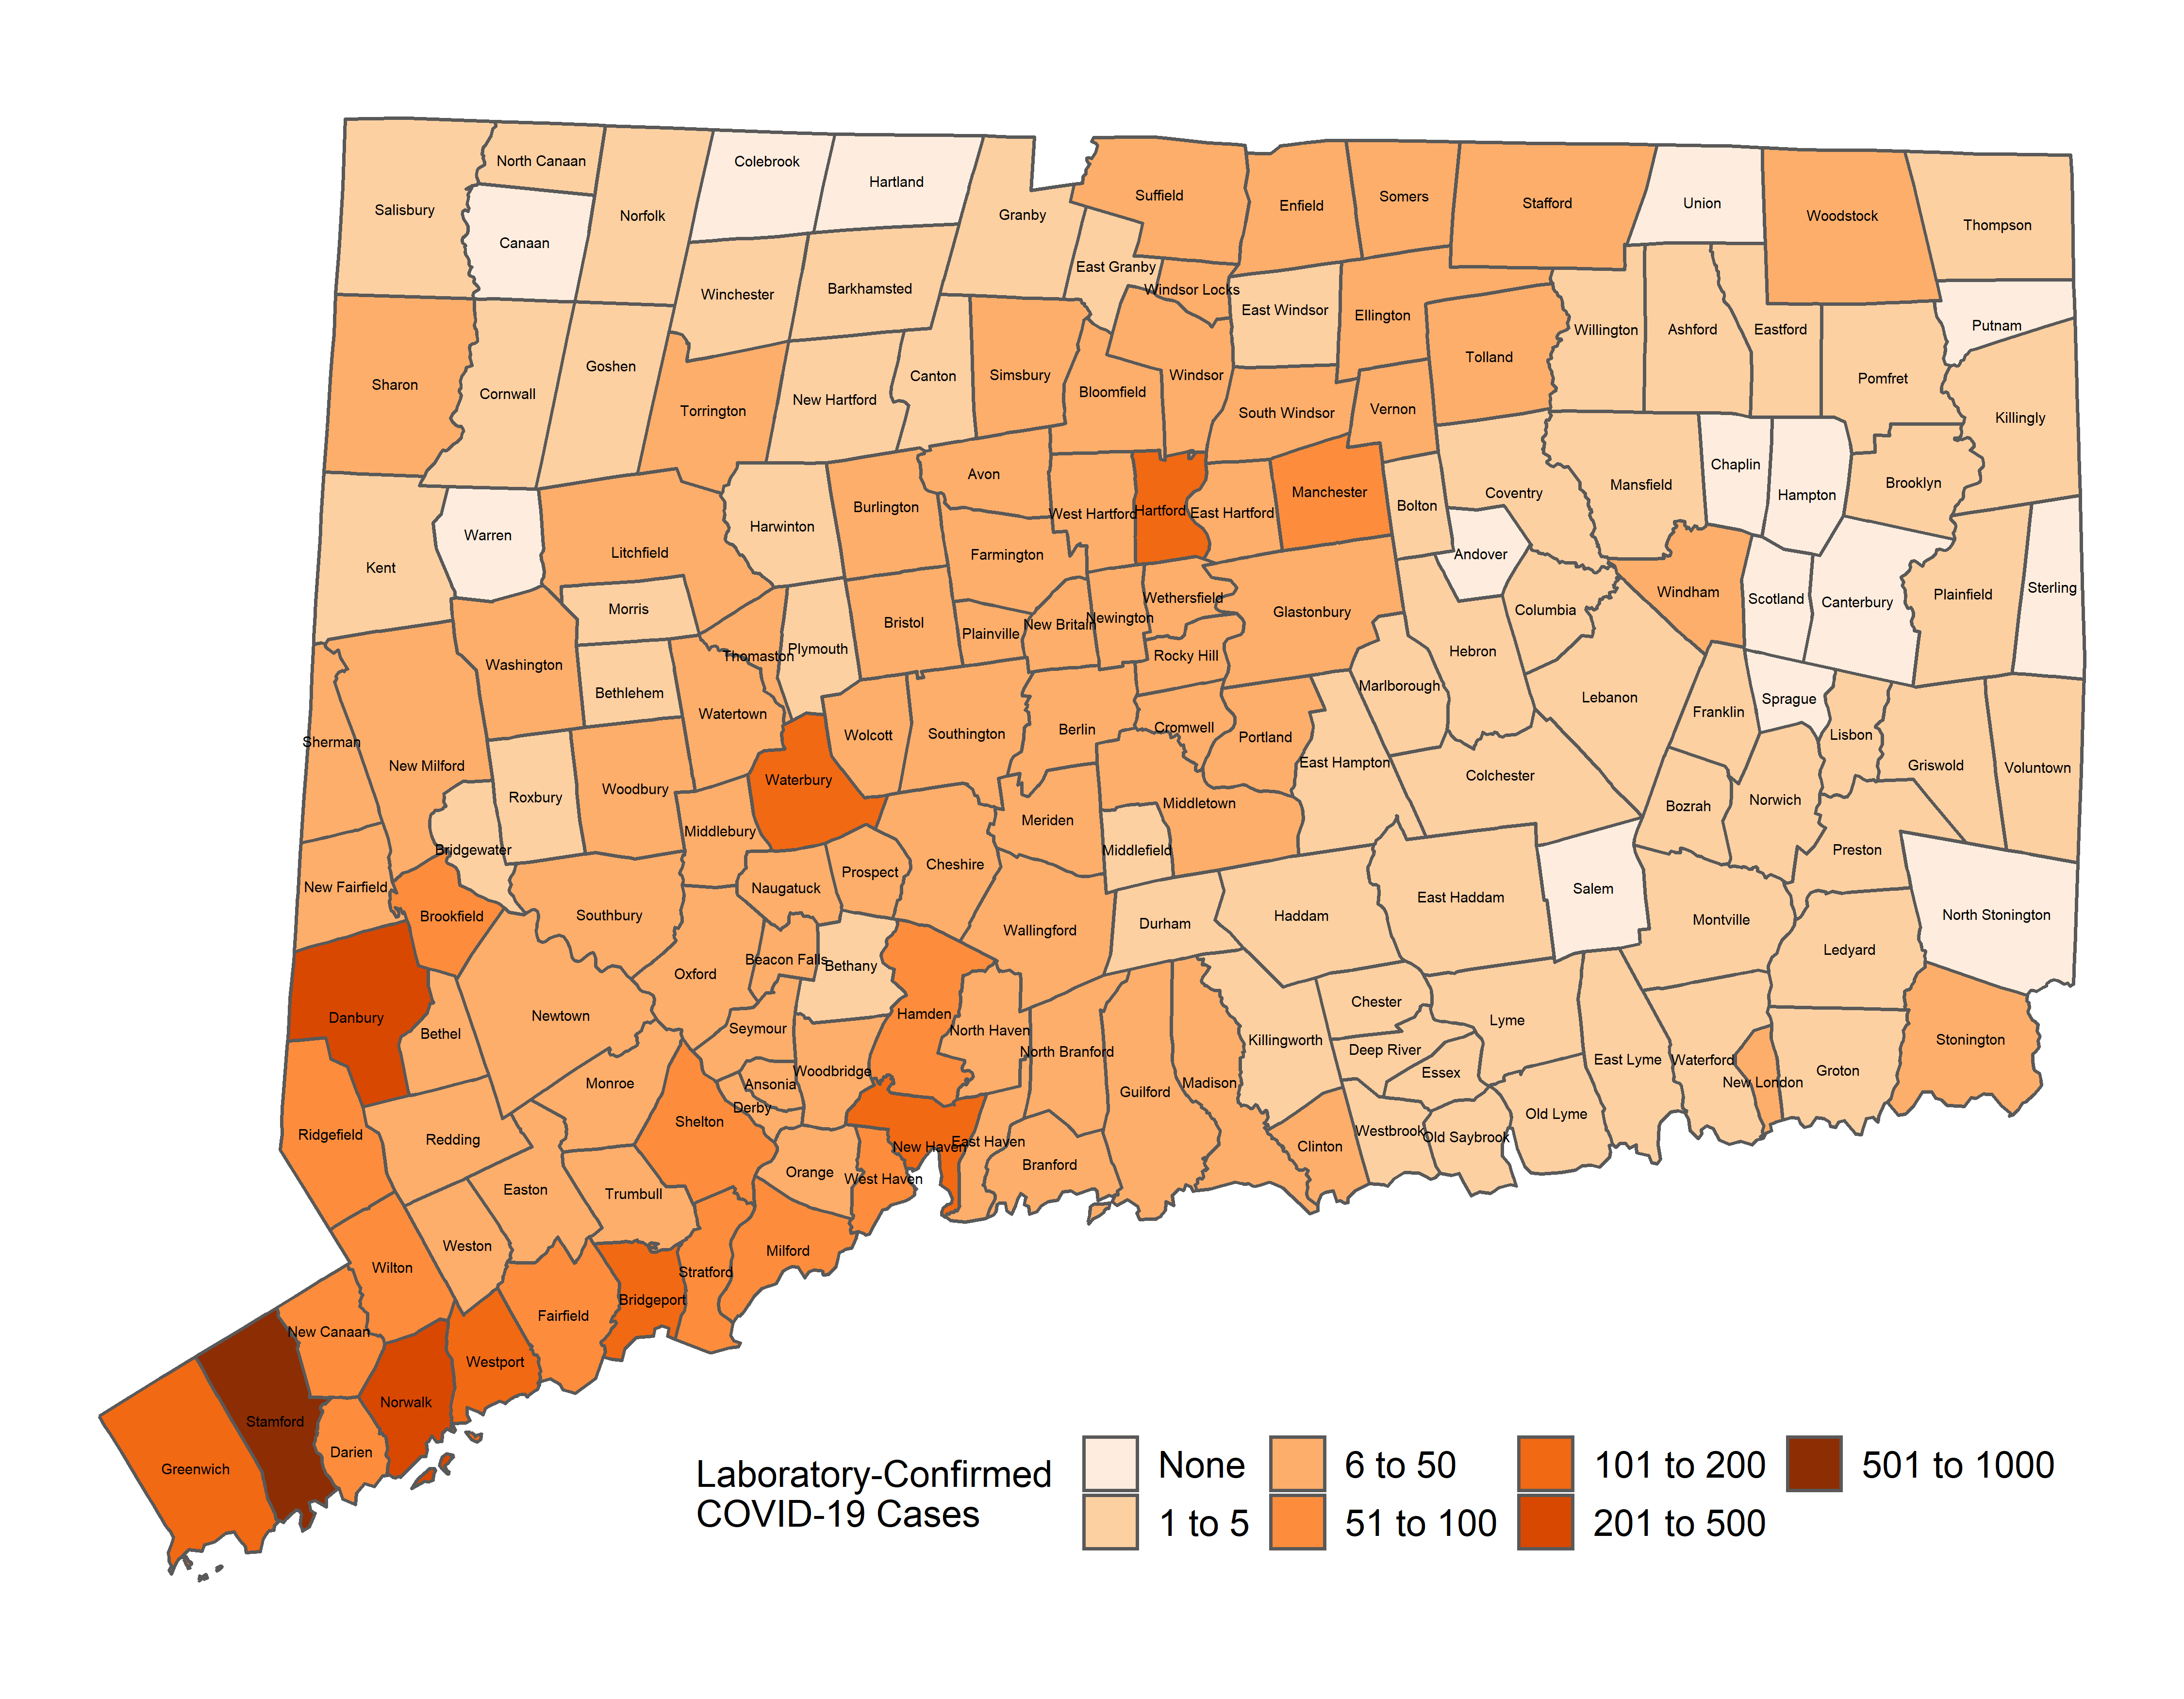 North Canaan
Colebrook
Hartland
Suffield
Enfield
Somers
Stafford
Union
Woodstock
Thompson
Salisbury
Canaan
Norfolk
Granby
East Granby
Winchester
Barkhamsted
Windsor Locks
East Windsor
Ellington
Willington
Ashford
Eastford
Putnam
Sharon
Cornwall
Goshen
Torrington
New Hartford
Canton
Simsbury
Bloomfield
Windsor
South Windsor
Vernon
Tolland
Pomfret
Killingly
Kent
Warren
Litchfield
Harwinton
Burlington
Avon
West Hartford
Hartford
East Hartford
Manchester
Bolton
Coventry
Mansfield
Chaplin
Hampton
Brooklyn
Farmington
Andover
Morris
Plymouth
Bristol
Plainville
New Britain
Newington
Wethersfield
Glastonbury
Columbia
Windham
Scotland
Canterbury
Plainfield
Sterling
Washington
Bethlehem
Thomaston
Watertown
Rocky Hill
Marlborough
Hebron
Lebanon
Franklin
Sprague
Lisbon
Sherman
New Milford
Roxbury
Woodbury
Waterbury
Wolcott
Southington
Berlin
Cromwell
Portland
East Hampton
Colchester
Bozrah
Norwich
Griswold
Voluntown
Bridgewater
Middlebury
Meriden
Middletown
Middlefield
Preston
New Fairfield
Brookfield
Southbury
Naugatuck
Prospect
Cheshire
Wallingford
Durham
Haddam
East Haddam
Salem
Montville
North Stonington
Ledyard
Danbury
Bethel
Newtown
Oxford
Beacon Falls
Bethany
Seymour
Hamden
North Haven
North Branford
Killingworth
Chester
Lyme
Deep River
Essex
East Lyme
Waterford
New London
Groton
Stonington
Ridgefield
Redding
Monroe
Shelton
Ansonia
Derby
Woodbridge
Guilford
Madison
New Haven
East Haven
Branford
Clinton
Westbrook
Old Saybrook
Old Lyme
Wilton
Weston
Easton
Trumbull
Orange
West Haven
Milford
Stratford
Bridgeport
Fairfield
New Canaan
Westport
Norwalk
Darien
Stamford
Greenwich
Laboratory-Confirmed
COVID-19 Cases
None
1 to 5
6 to 50
51 to 100
101 to 200
201 to 500
501 to 1000